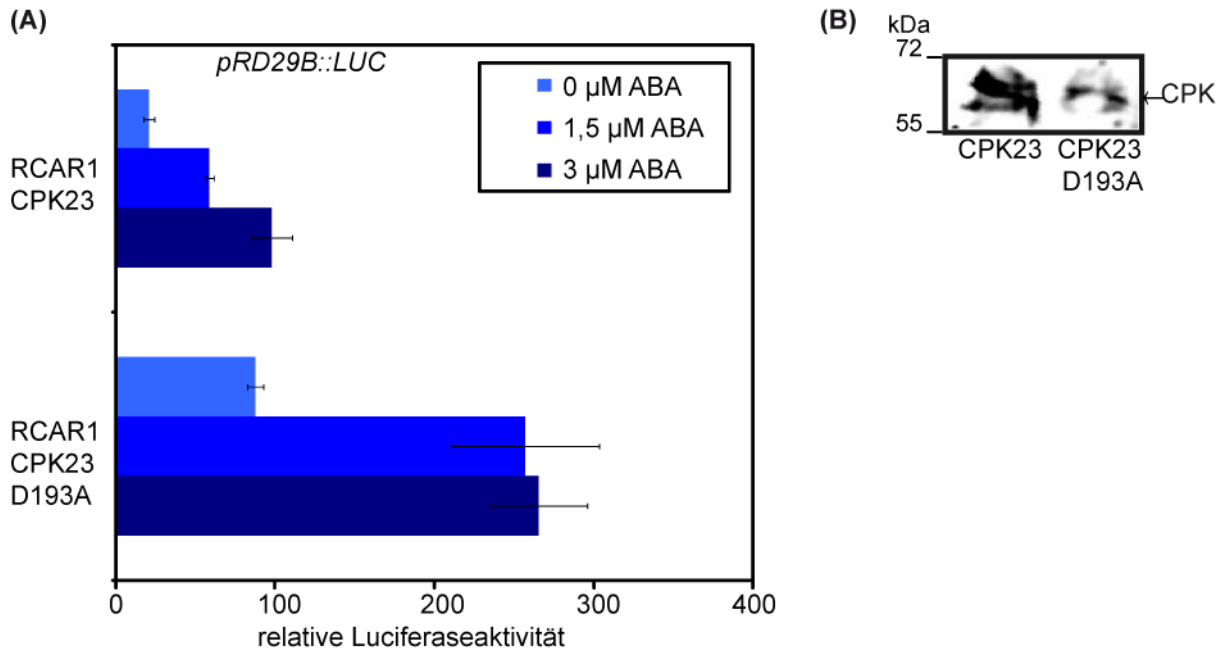 (A)
pRD29B::LUC
0 µM ABA
1,5 µM ABA
3 µM ABA
RCAR1
CPK23
RCAR1
CPK23
D193A
0
100
200
300
400
relative Luciferaseaktivität
(B)
kDa
72
55
CPK
CPK23
CPK23
D193A